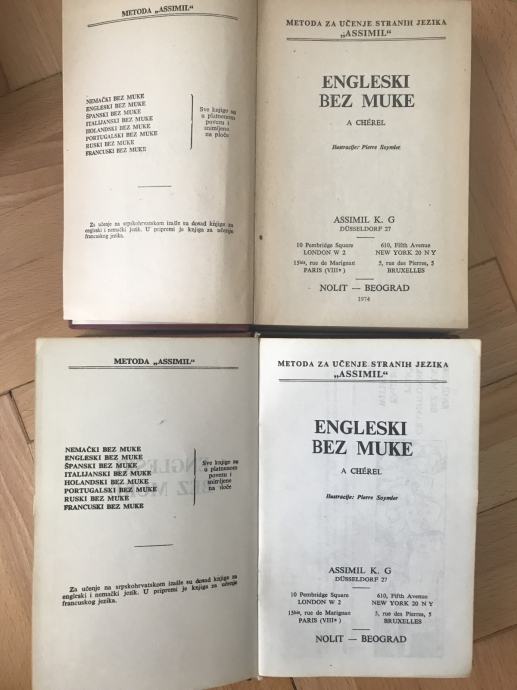 METODA „ASSIMIL"
NEMAČKI BEZ MUKE
ENGLESKI BEZ MUKE
ŠPANSKI BEZ MUKE
ITALIJANSKI BEZ MUKE
HOLANDSKI BEZ MUKE
PORTUGALSKI BEZ MUKE
RUSKI BEZ MUKE
FRANCUSKI BEZ MUKE
Sve knjige su
u platnenom
povezu i
snimljene
na ploče
Za učenje na srpskohrvatskom izašle su dosad knjige za
engleski i nemački jezik. U pripremi je knjiga za učenje
francuskog jezika.
METODA ZA UČENJE STRANIH JEZIKA
„ASSIMIL"
ENGLESKI
BEZ MUKE
A CHÉREL
Ilustracije: Pierre Soymier
ASSIMIL K. G
DÜSSELDORF 27
10 Pembridge Square
LONDON W 2
610, Fifth Avenue
NEW YORK 20 N Y
15bis, rue de Marignan
PARIS (VIIIe)
5, rue des Pierres, 5
BRUXELLES
NOLIT — BEOGRAD
1974
METODA „ASSIMIL"
NEMAČKI BEZ MUKE
ENGLESKI BEZ MUKE
ŠPANSKI BEZ MUKE
ITALIJANSKI BEZ MUKE
HOLANDSKI BEZ MUKE
PORTUGALSKI BEZ MUKE
RUSKI BEZ MUKE
FRANCUSKI BEZ MUKE
Sve knjige su
u platnenom
povezu i
snimljene
na ploče
Za učenje na srpskohrvatskom izašle su dosad knjige za
engleski i nemački jezik. U pripremi je knjiga za učenje
francuskog jezika.
METODA ZA UČENJE STRANIH JEZIKA
„ASSIMIL"
ENGLESKI
BEZ MUKE
A CHÉREL
Ilustracije: Pierre Soymier
ASSIMIL K. G
DÜSSELDORF 27
10 Pembridge Square
LONDON W 2
610, Fifth Avenue
NEW YORK 20 N Y
15bis, rue de Marignan
PARIS (VIIIe)
5, rue des Pierres, 5
BRUXELLES
NOLIT — BEOGRAD